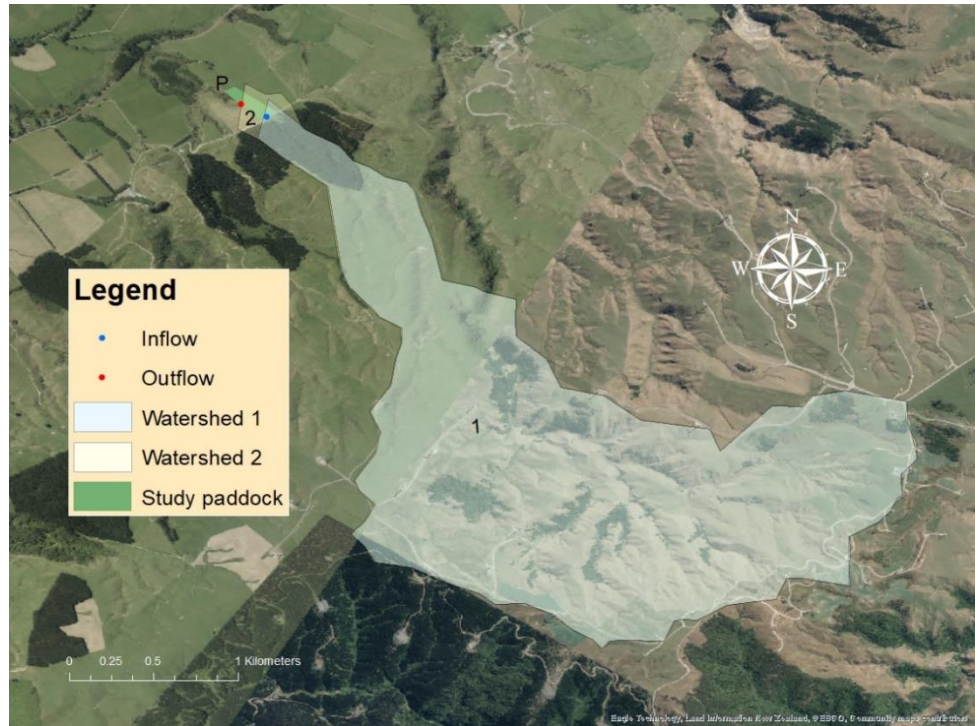 P
2
1
N
W E
S
Legend
Inflow
Outflow
Watershed 1
Watershed 2
Study paddock
0 0.25 0.5 1 Kilometers
Eagle Technology, Land Information New Zealand, GEBCO, Community maps contributors